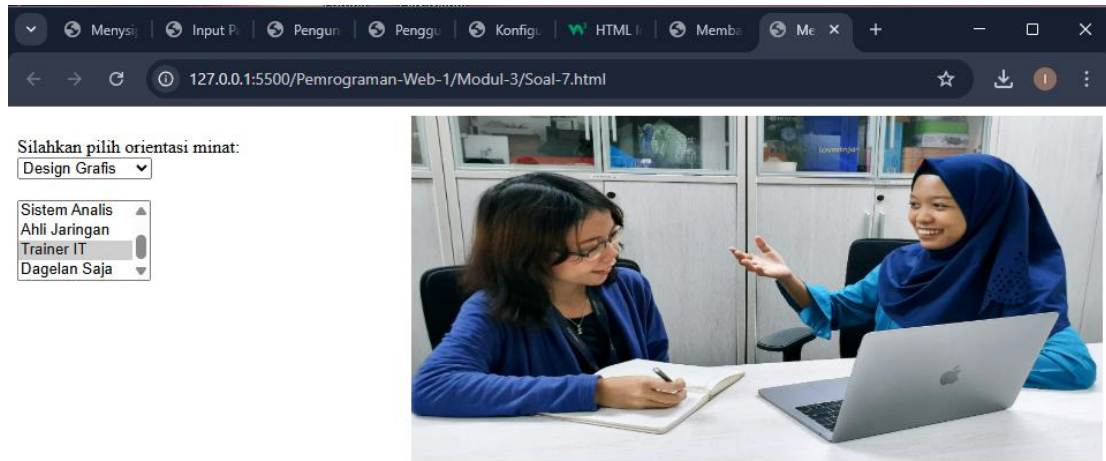 Menysi
Input P
Pengun
Penggu
Konfigu
HTML I
Memba
Me
127.0.0.1:5500/Pemrograman-Web-1/Modul-3/Soal-7.html
I
Silahkan pilih orientasi minat:
Design Grafis
Sistem Analis
Ahli Jaringan
Trainer IT
Dagelan Saja